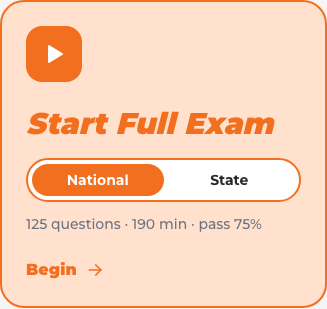 Start Full Exam
National State
125 questions · 190 min · pass 75%
Begin →